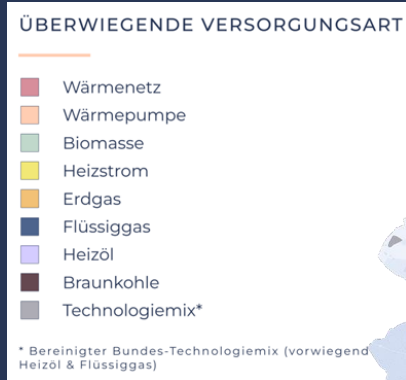 ÜBERWIEGENDE VERSORGUNGSART
Wärmenetz
Wärmepumpe
Biomasse
Heizstrom
Erdgas
Flüssiggas
Heizöl
Braunkohle
Technologiemix*
* Bereinigter Bundes-Technologiemix (vorwiegend
Heizöl & Flüssiggas)